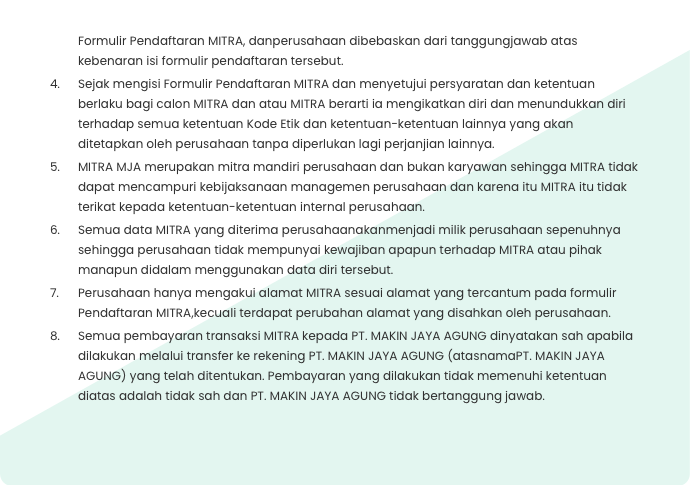 Formulir Pendaftaran MITRA, danperusahaan dibebaskan dari tanggungjawab atas
kebenaran isi formulir pendaftaran tersebut.
4. Sejak mengisi Formulir Pendaftaran MITRA dan menyetujui persyaratan dan ketentuan
berlaku bagi calon MITRA dan atau MITRA berarti ia mengikatkan diri dan menundukkan diri
terhadap semua ketentuan Kode Etik dan ketentuan-ketentuan lainnya yang akan
ditetapkan oleh perusahaan tanpa diperlukan lagi perjanjian lainnya.
5. MITRA MJA merupakan mitra mandiri perusahaan dan bukan karyawan sehingga MITRA tidak
dapat mencampuri kebijaksanaan managemen perusahaan dan karena itu MITRA itu tidak
terikat kepada ketentuan-ketentuan internal perusahaan.
6. Semua data MITRA yang diterima perusahaanakanmenjadi milik perusahaan sepenuhnya
sehingga perusahaan tidak mempunyai kewajiban apapun terhadap MITRA atau pihak
manapun didalam menggunakan data diri tersebut.
7. Perusahaan hanya mengakui alamat MITRA sesuai alamat yang tercantum pada formulir
Pendaftaran MITRA,kecuali terdapat perubahan alamat yang disahkan oleh perusahaan.
8. Semua pembayaran transaksi MITRA kepada PT. MAKIN JAYA AGUNG dinyatakan sah apabila
dilakukan melalui transfer ke rekening PT. MAKIN JAYA AGUNG (atasnamaPT. MAKIN JAYA
AGUNG) yang telah ditentukan. Pembayaran yang dilakukan tidak memenuhi ketentuan
diatas adalah tidak sah dan PT. MAKIN JAYA AGUNG tidak bertanggung jawab.